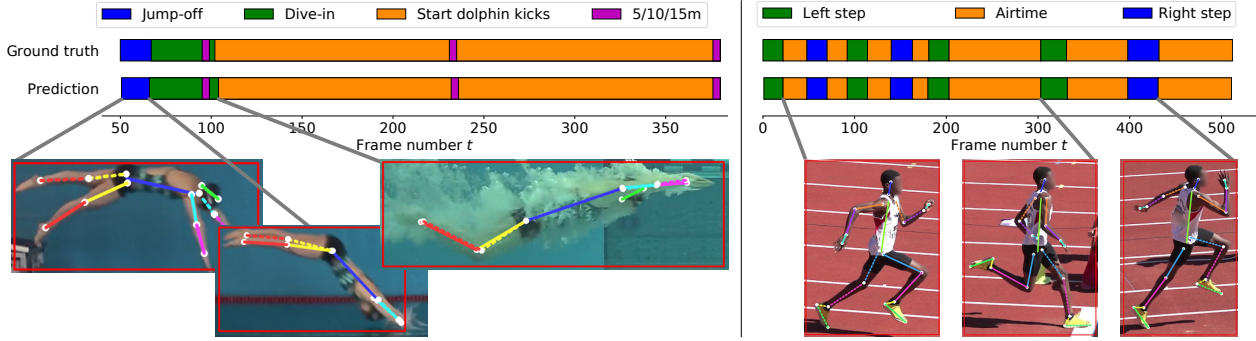 Jump-off Dive-in Start dolphin kicks 5/10/15m
Ground truth
Prediction
50 100 150 200 250 300 350
Frame number t
Left step Airtime Right step
0 100 200 300 400 500
Frame number t